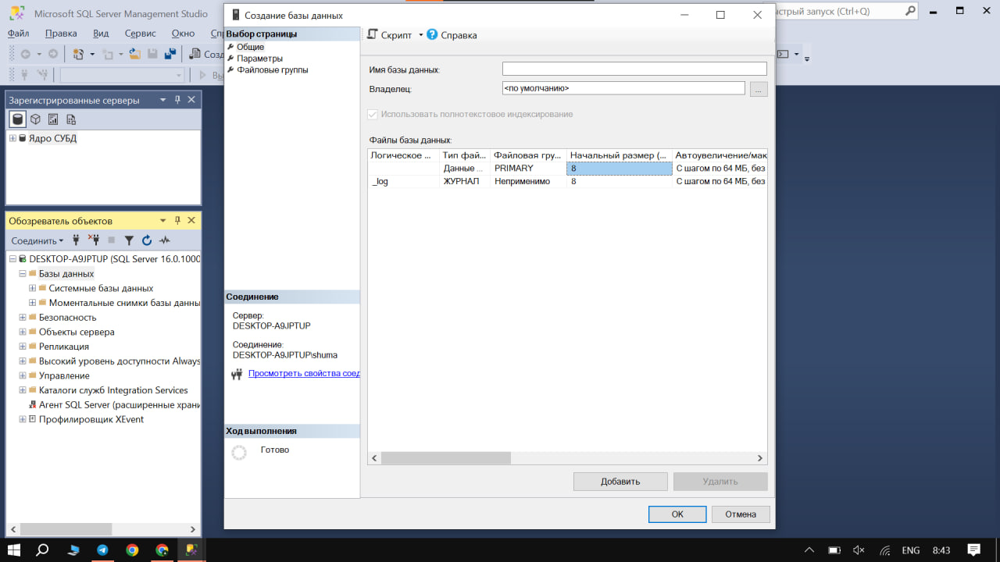 Microsoft SQL Server Management Studio
стрый запуск (Ctrl+Q)
Файл Правка Вид Сервис Окно
Созд
Создание базы данных
Выбор страницы
Общие
Параметры
Файловые группы
Скрипт Справка
Имя базы данных:
Владелец: <по умолчанию> ...
Использовать полнотекстовое индексирование
Файлы базы данных:
Логическое ... Тип фай... Файловая гру... Начальный размер (... Автоувеличение/мак
Данные ... PRIMARY 8 С шагом по 64 МБ, без
_log ЖУРНАЛ Неприменимо 8 С шагом по 64 МБ, без
Зарегистрированные серверы
Ядро СУБД
Обозреватель объектов
Соединить
DESKTOP-A9JPTUP (SQL Server 16.0.1000
Базы данных
Системные базы данных
Моментальные снимки базы данны
Безопасность
Объекты сервера
Репликация
Высокий уровень доступности Always
Управление
Каталоги служб Integration Services
Агент SQL Server (расширенные храни
Профилировщик XEvent
Соединение
Сервер:
DESKTOP-A9JPTUP
Соединение:
DESKTOP-A9JPTUP\shuma
Просмотреть свойства соед
Ход выполнения
Готово
Добавить Удалить
OK Отмена
ENG 8:43